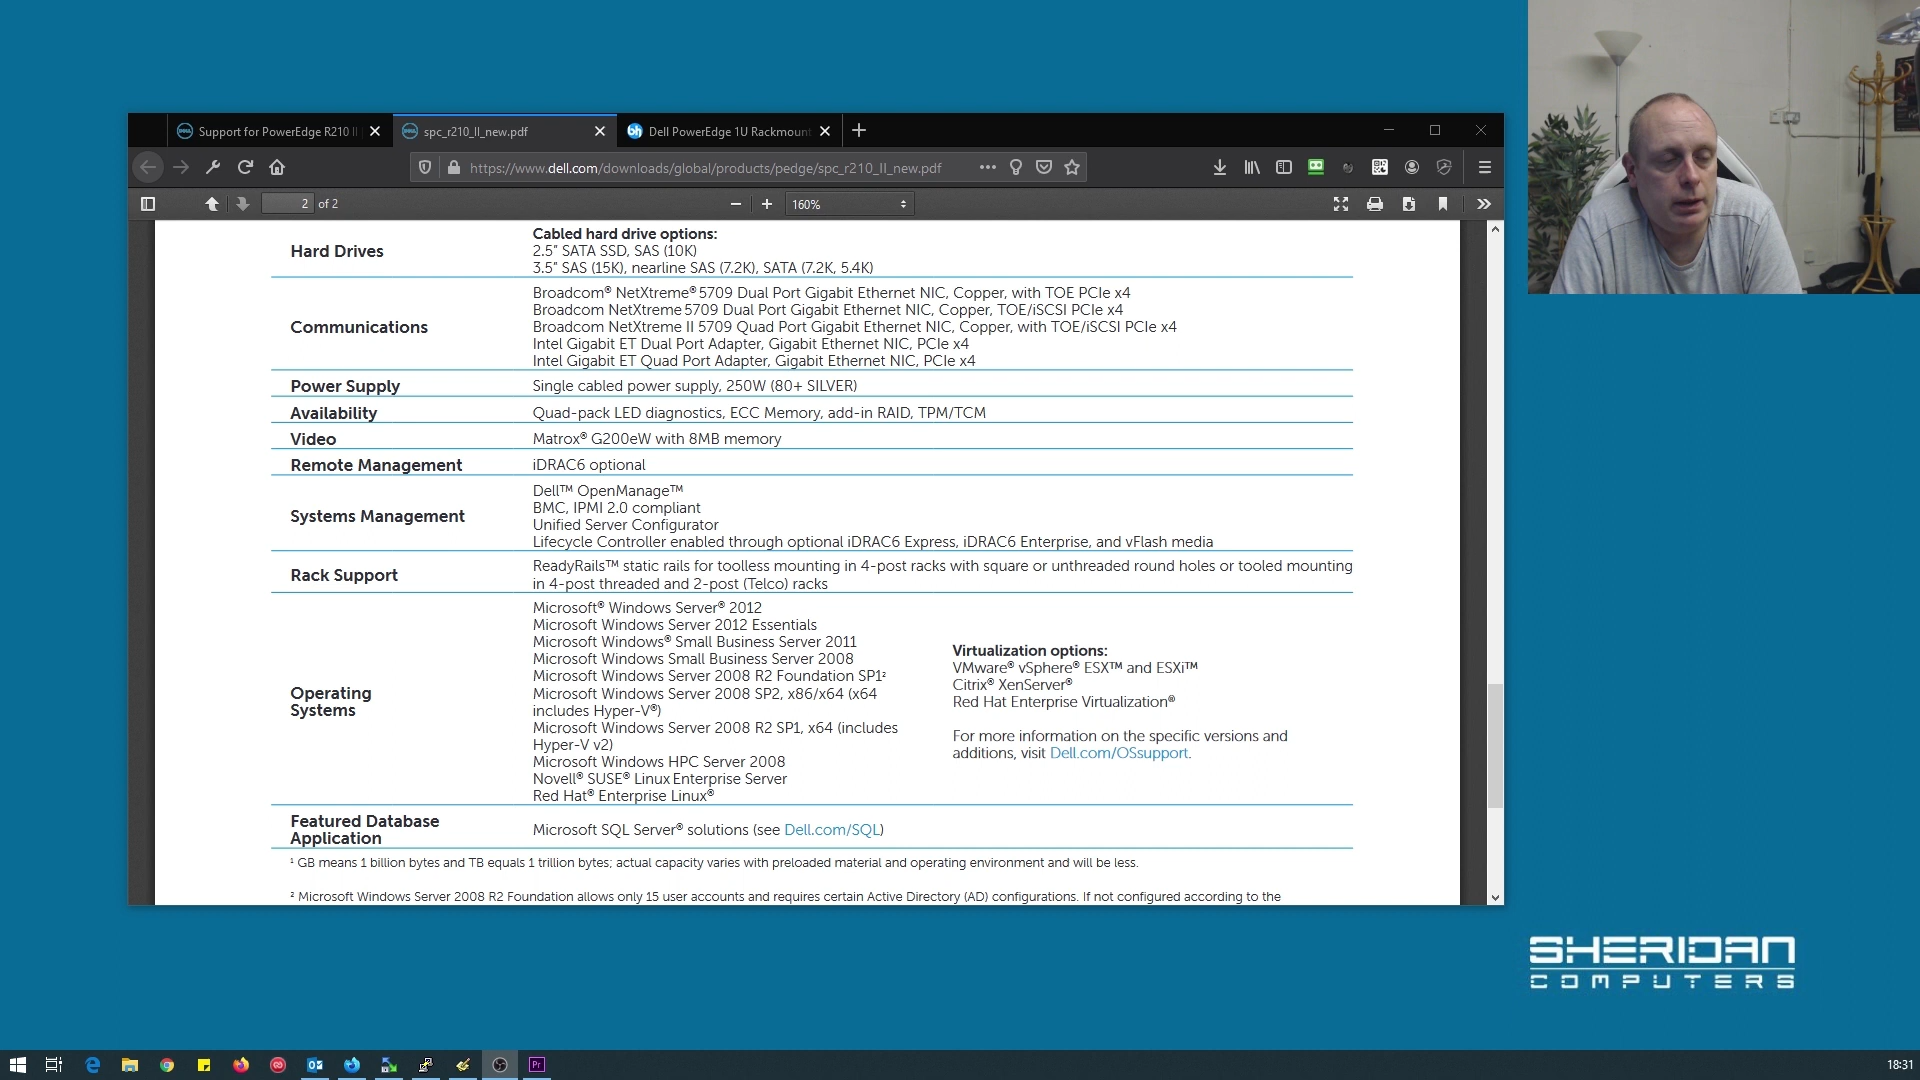 Support for PowerEdge R210 II
spc_r210_II_new.pdf
Dell PowerEdge 1U Rackmount
https://www.dell.com/downloads/global/products/pedge/spc_r210_II_new.pdf
2 of 2
160%
Hard Drives
Cabled hard drive options:
2.5" SATA SSD, SAS (10K)
3.5" SAS (15K), nearline SAS (7.2K), SATA (7.2K, 5.4K)
Communications
Broadcom® NetXtreme® 5709 Dual Port Gigabit Ethernet NIC, Copper, with TOE PCIe x4
Broadcom NetXtreme 5709 Dual Port Gigabit Ethernet NIC, Copper, TOE/iSCSI PCIe x4
Broadcom NetXtreme II 5709 Quad Port Gigabit Ethernet NIC, Copper, with TOE/iSCSI PCIe x4
Intel Gigabit ET Dual Port Adapter, Gigabit Ethernet NIC, PCIe x4
Intel Gigabit ET Quad Port Adapter, Gigabit Ethernet NIC, PCIe x4
Power Supply
Single cabled power supply, 250W (80+ SILVER)
Availability
Quad-pack LED diagnostics, ECC Memory, add-in RAID, TPM/TCM
Video
Matrox® G200eW with 8MB memory
Remote Management
iDRAC6 optional
Systems Management
Dell™ OpenManage™
BMC, IPMI 2.0 compliant
Unified Server Configurator
Lifecycle Controller enabled through optional iDRAC6 Express, iDRAC6 Enterprise, and vFlash media
Rack Support
ReadyRails™ static rails for toolless mounting in 4-post racks with square or unthreaded round holes or tooled mounting
in 4-post threaded and 2-post (Telco) racks
Operating
Systems
Microsoft® Windows Server® 2012
Microsoft Windows Server 2012 Essentials
Microsoft Windows® Small Business Server 2011
Microsoft Windows Small Business Server 2008
Microsoft Windows Server 2008 R2 Foundation SP1²
Microsoft Windows Server 2008 SP2, x86/x64 (x64
includes Hyper-V®)
Microsoft Windows Server 2008 R2 SP1, x64 (includes
Hyper-V v2)
Microsoft Windows HPC Server 2008
Novell® SUSE® Linux Enterprise Server
Red Hat® Enterprise Linux®
Virtualization options:
VMware® vSphere® ESX™ and ESXi™
Citrix® XenServer®
Red Hat Enterprise Virtualization®
For more information on the specific versions and
additions, visit Dell.com/OSsupport.
Featured Database
Application
Microsoft SQL Server® solutions (see Dell.com/SQL)
¹ GB means 1 billion bytes and TB equals 1 trillion bytes; actual capacity varies with preloaded material and operating environment and will be less.
² Microsoft Windows Server 2008 R2 Foundation allows only 15 user accounts and requires certain Active Directory (AD) configurations. If not configured according to the
SHERIDAN
COMPUTERS
Pr
18:31